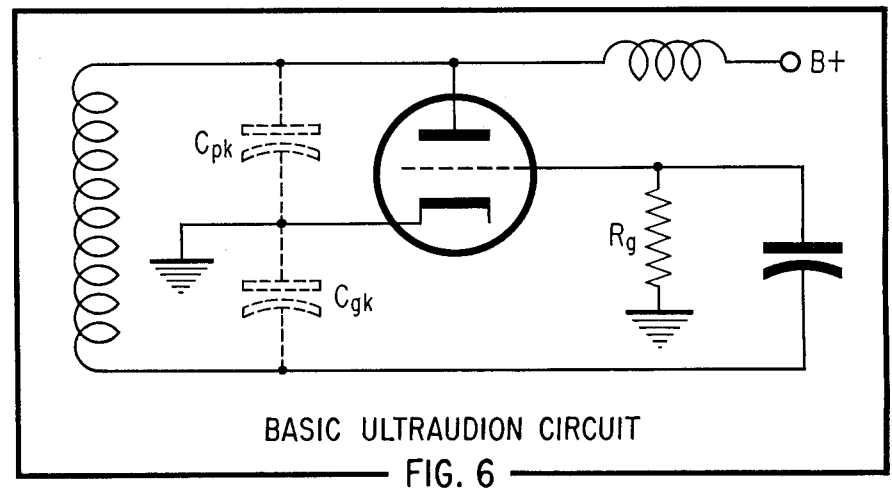 B+
Cpk
Rg
Cgk
BASIC ULTRAUDION CIRCUIT
FIG. 6